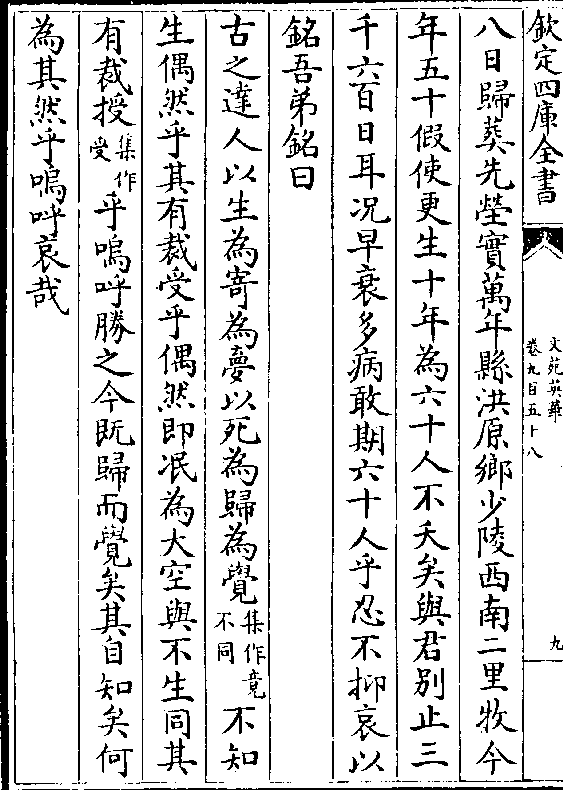 欽定四庫全書
文苑英華
卷九百五十八
九
八日歸葬先塋實萬年縣洪原鄉少陵西南二里牧今
年五十假使更生十年為六十人不夭矣與君別止三
千六百日耳况早衰多病敢期六十人乎忍不抑哀以
銘吾弟銘曰
古之達人以生為寄為夢以死為歸為覺集作竟不同不知
生偶然乎其有裁受乎偶然即冺為大空與不生同其
有裁授集作受乎嗚呼勝之今既歸而覺矣其自知矣何
為其然乎嗚呼哀哉